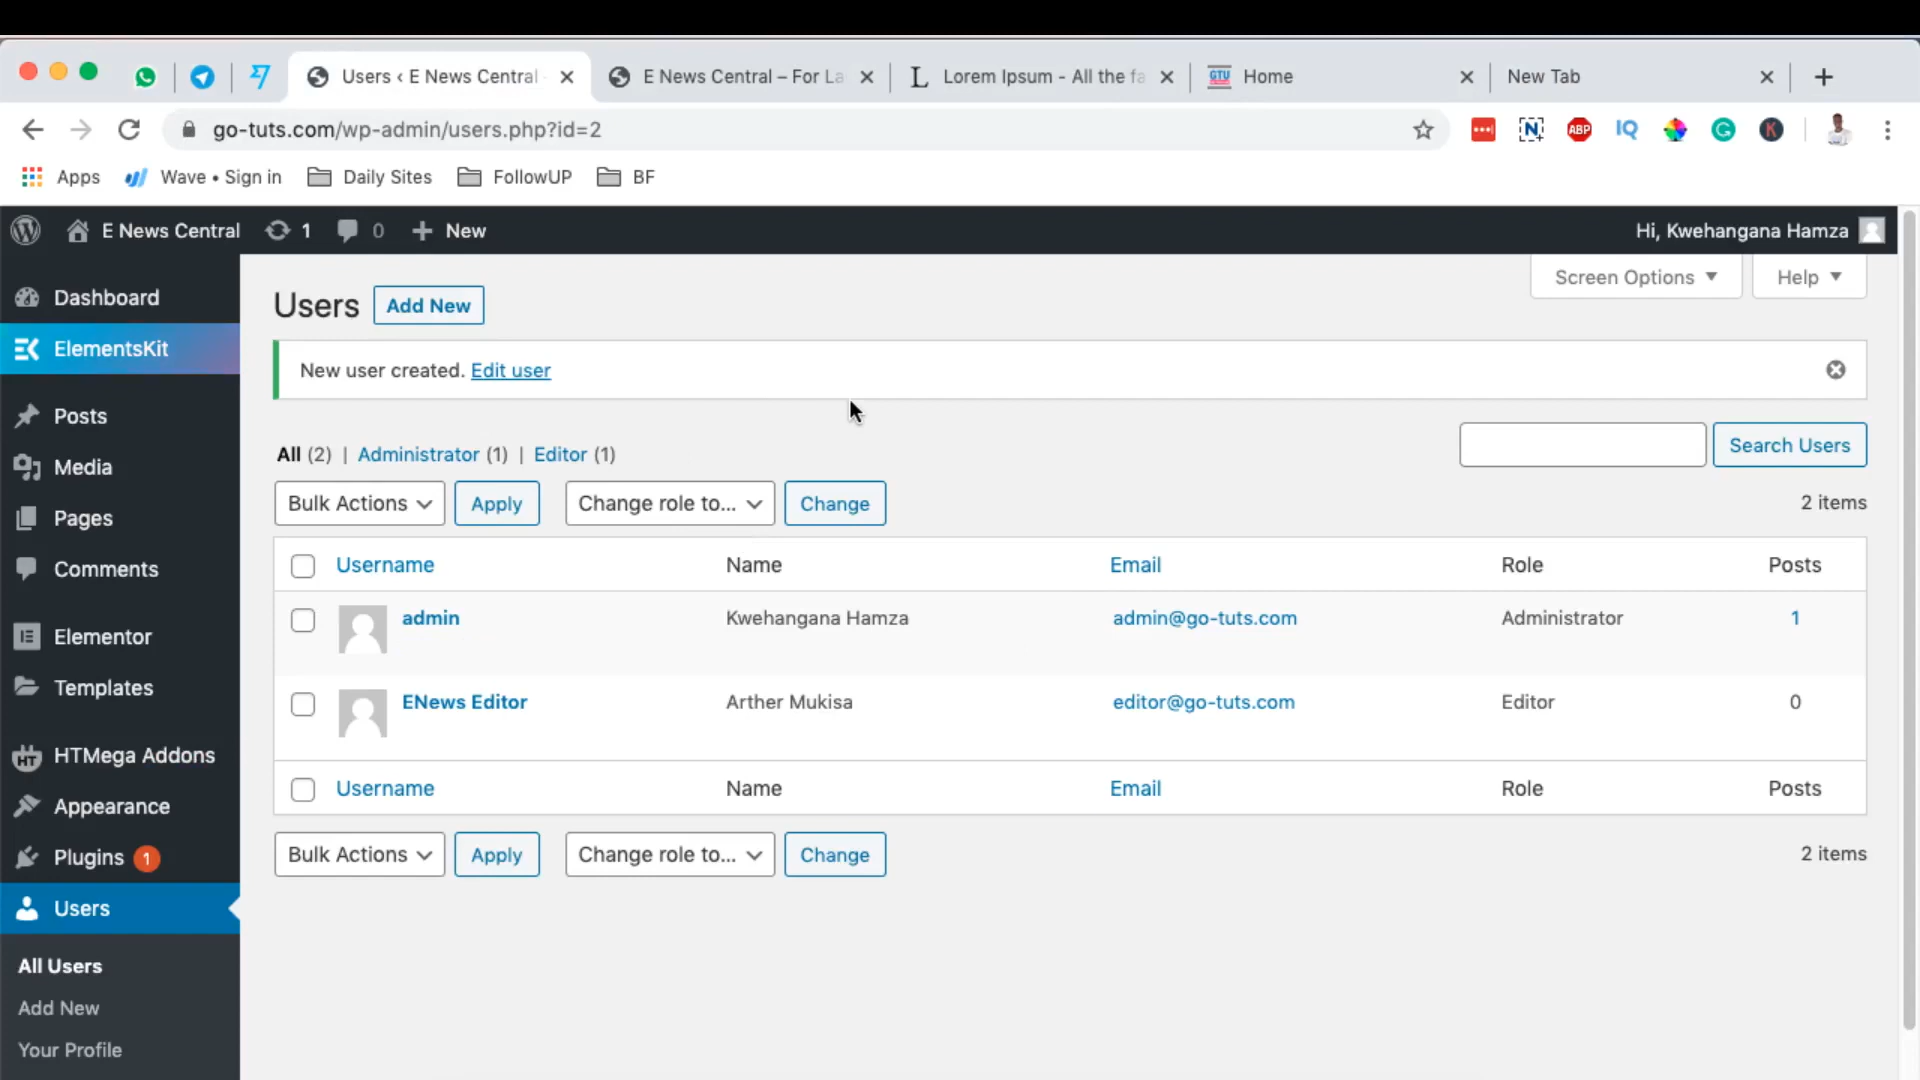 Users ‹ E News Central - E News Central – For La Lorem Ipsum - All the fa GTU Home New Tab
go-tuts.com/wp-admin/users.php?id=2 N ABP IQ G K
Apps Wave • Sign in Daily Sites FollowUP BF
E News Central 1 0 New Hi, Kwehangana Hamza
Screen Options Help
Dashboard
ElementsKit
Posts
Media
Pages
Comments
Elementor
Templates
HT HTMega Addons
Appearance
Plugins 1
Users
All Users
Add New
Your Profile
Users Add New
New user created. Edit user
All (2) | Administrator (1) | Editor (1)
Search Users
Bulk Actions Apply Change role to... Change 2 items
Username Name Email Role Posts
admin Kwehangana Hamza admin@go-tuts.com Administrator 1
ENews Editor Arther Mukisa editor@go-tuts.com Editor 0
Username Name Email Role Posts
Bulk Actions Apply Change role to... Change 2 items